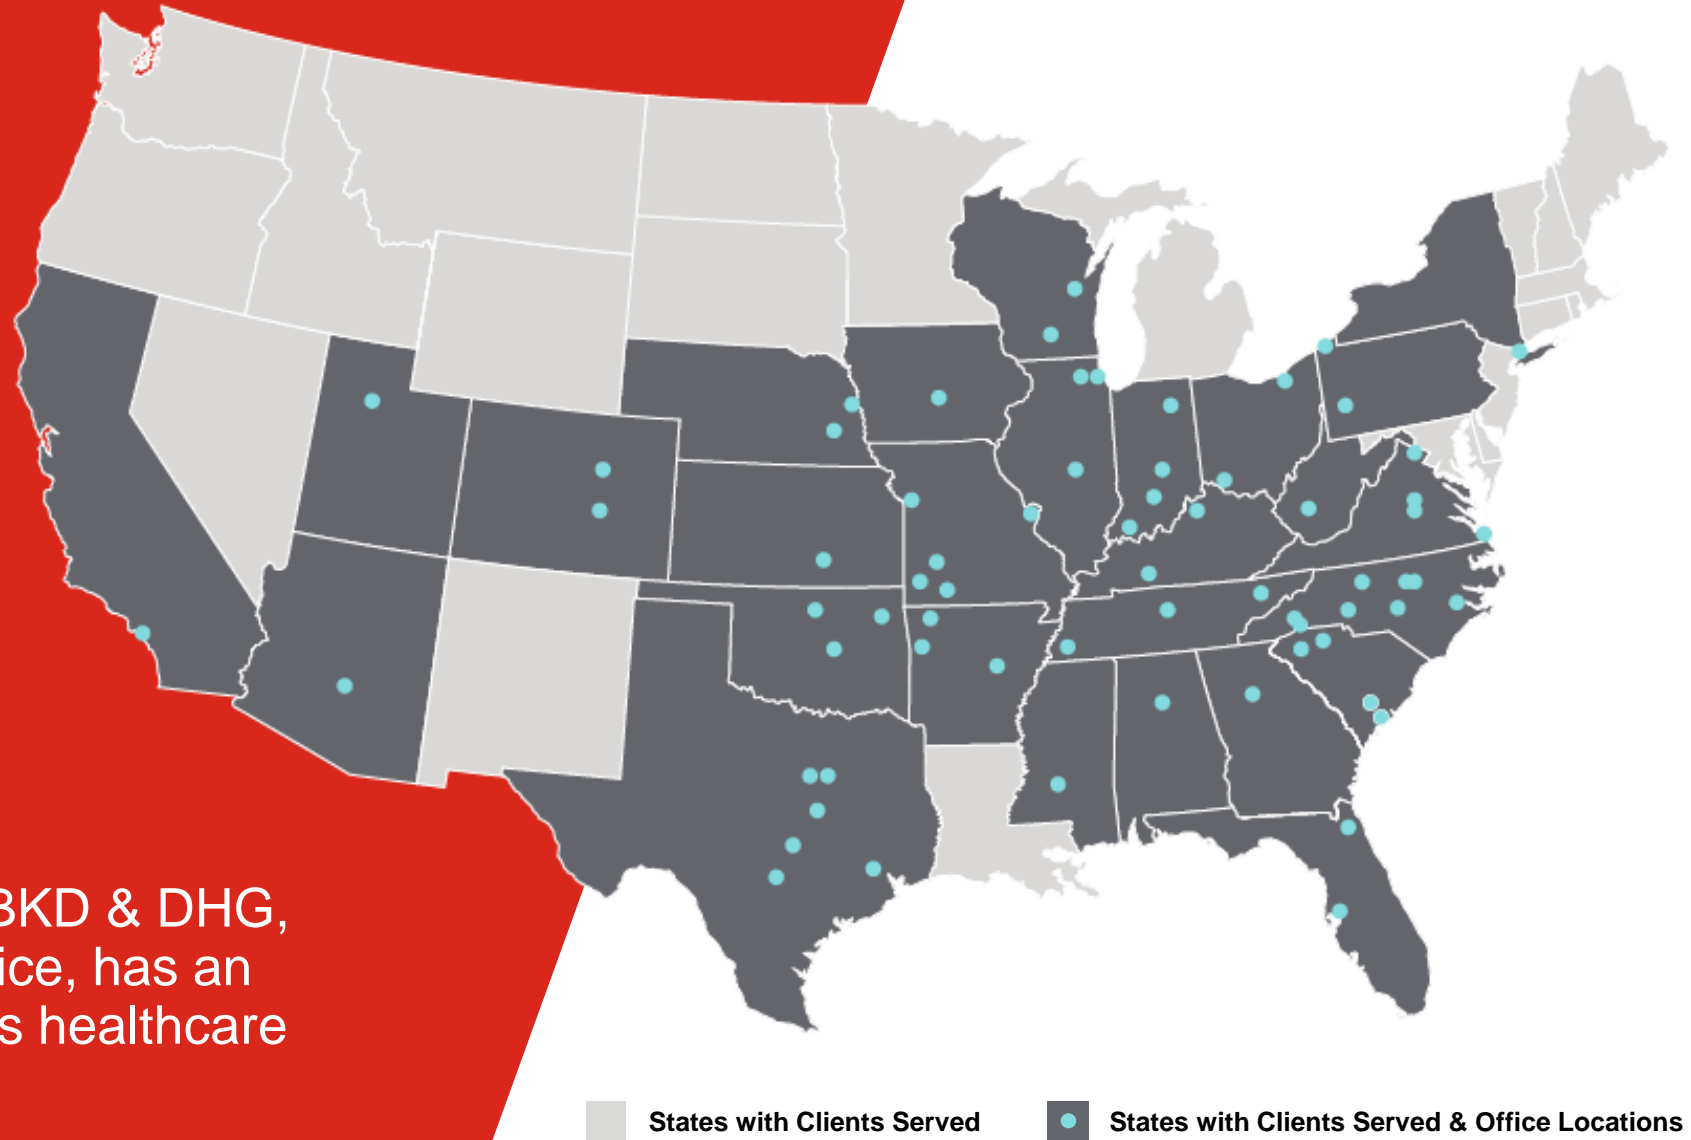 BKD & DHG,
ice, has an
s healthcare
States with Clients Served
States with Clients Served & Office Locations